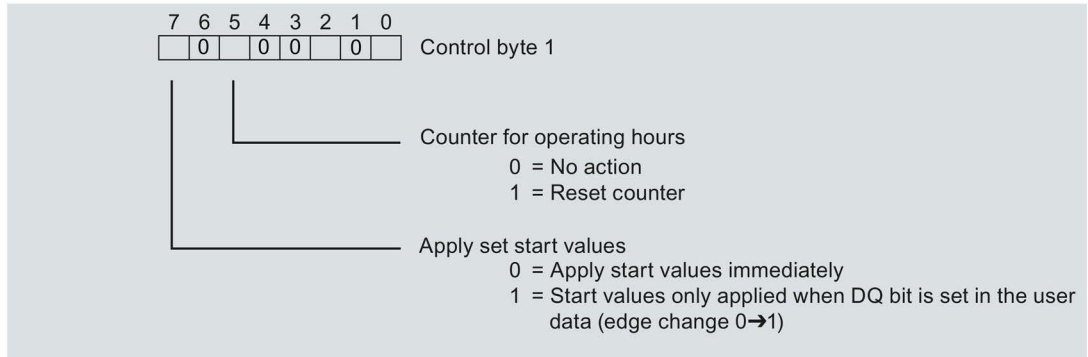 7 6 5 4 3 2 1 0
0 0 0 0 Control byte 1
Counter for operating hours
0 = No action
1 = Reset counter
Apply set start values
0 = Apply start values immediately
1 = Start values only applied when DQ bit is set in the user
data (edge change 0➔1)